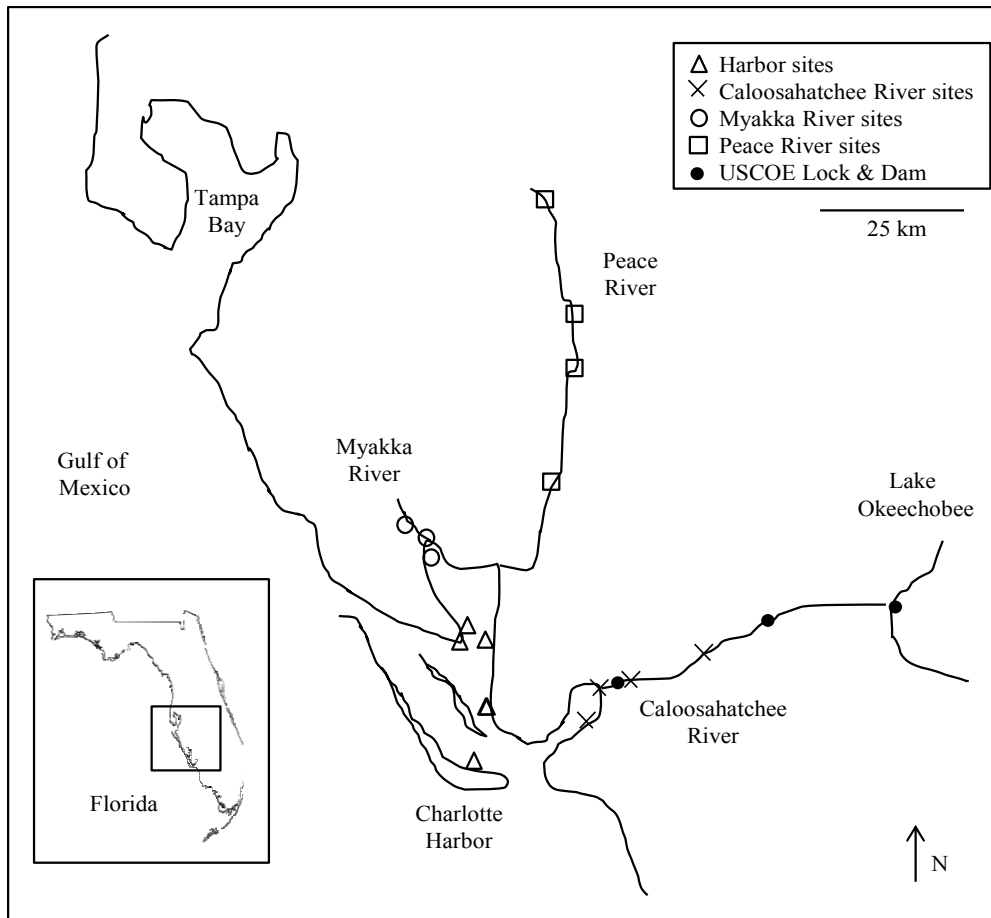 Harbor sites
Caloosahatchee River sites
Myakka River sites
Peace River sites
USCOE Lock & Dam
25 km
Tampa
Bay
Peace
River
Myakka
River
Gulf of
Mexico
Lake
Okeechobee
Caloosahatchee
River
Florida
Charlotte
Harbor
N